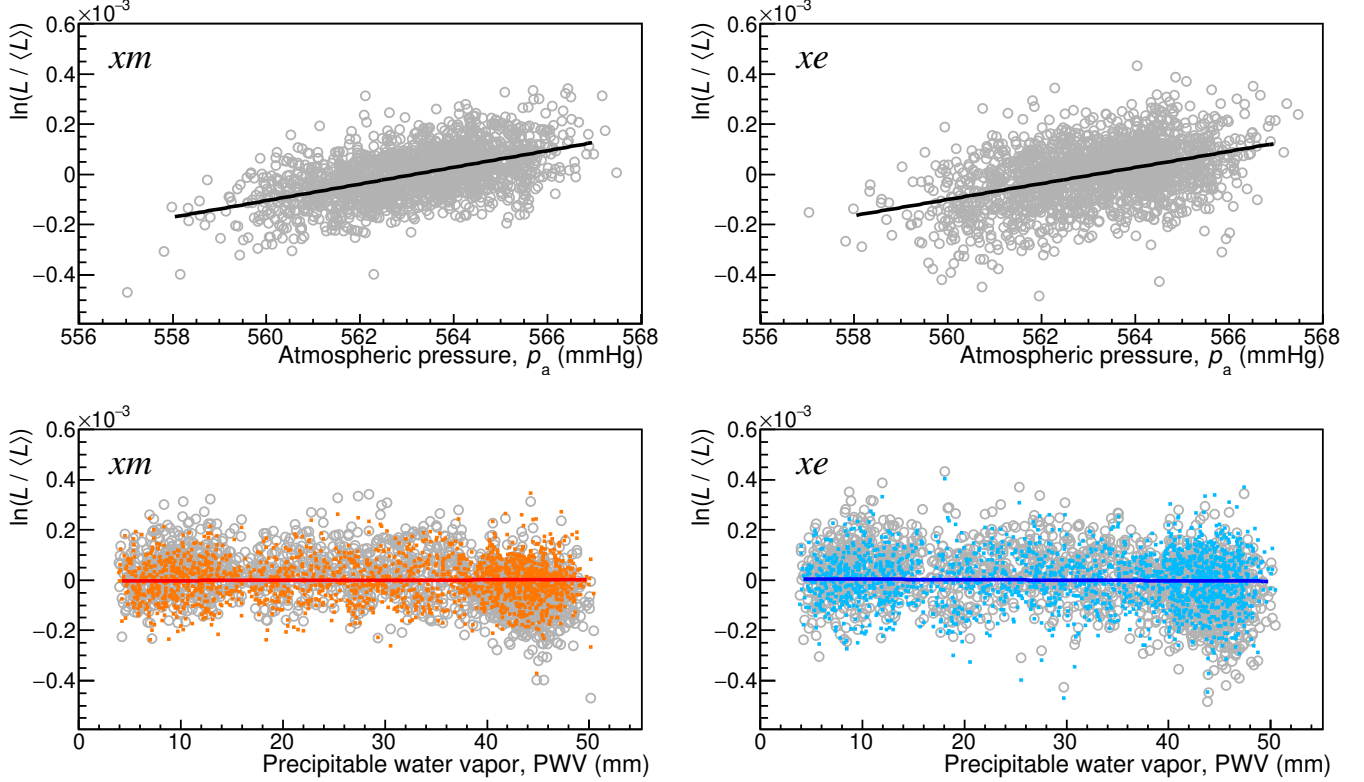 ×10⁻³
0.6
0.4
0.2
0
−0.2
−0.4
ln(L / ⟨L⟩)
xm
556 558 560 562 564 566 568
Atmospheric pressure, pₐ (mmHg)
×10⁻³
0.6
0.4
0.2
0
−0.2
−0.4
ln(L / ⟨L⟩)
xe
556 558 560 562 564 566 568
Atmospheric pressure, pₐ (mmHg)
×10⁻³
0.6
0.4
0.2
0
−0.2
−0.4
ln(L / ⟨L⟩)
xm
0 10 20 30 40 50
Precipitable water vapor, PWV (mm)
×10⁻³
0.6
0.4
0.2
0
−0.2
−0.4
ln(L / ⟨L⟩)
xe
0 10 20 30 40 50
Precipitable water vapor, PWV (mm)